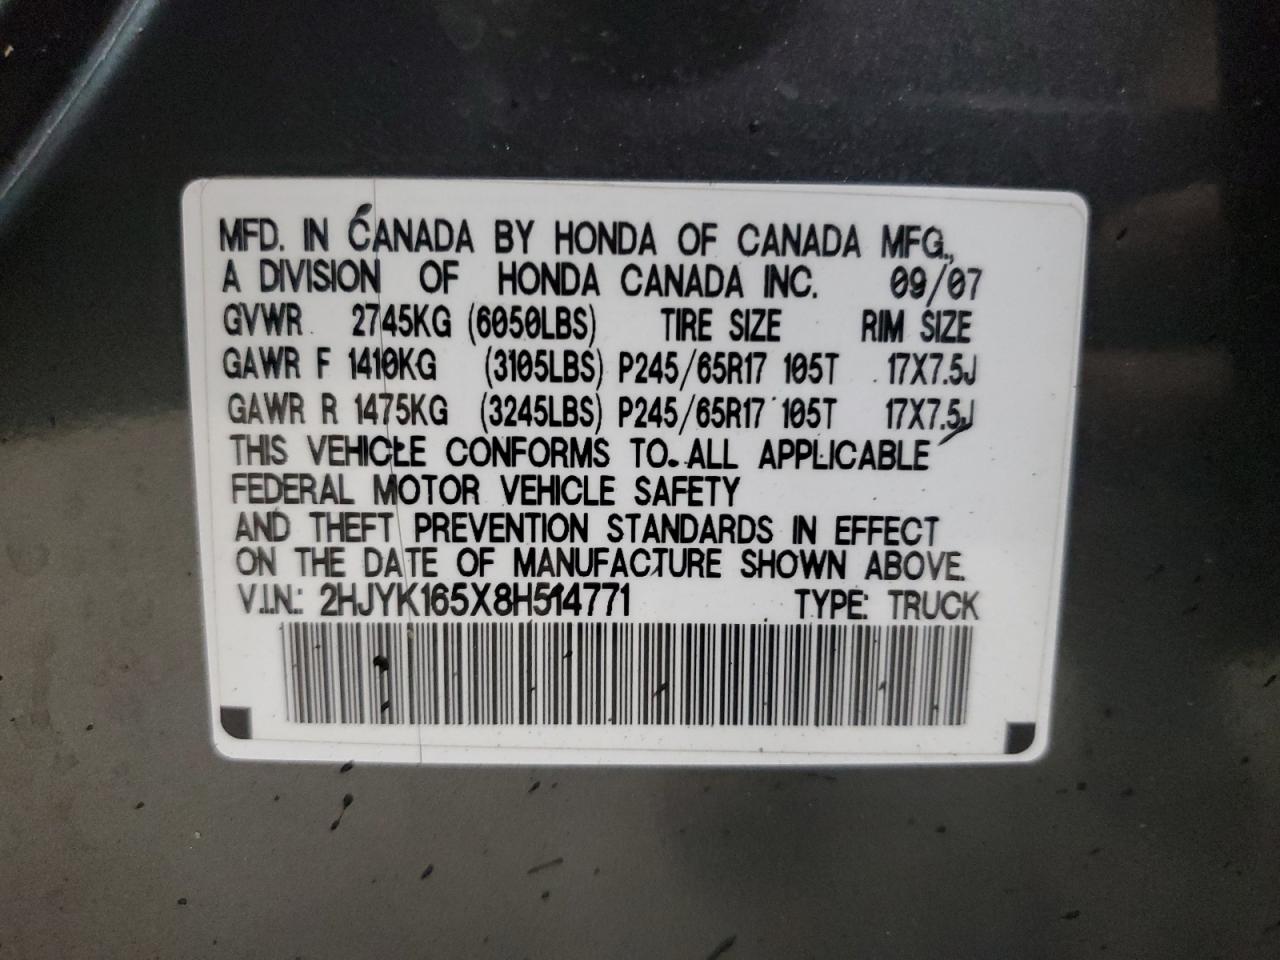 MFD. IN CANADA BY HONDA OF CANADA MFG.,
A DIVISION OF HONDA CANADA INC. 09/07
GVWR 2745KG (6050LBS) TIRE SIZE RIM SIZE
GAWR F 1410KG (3105LBS) P245/65R17 105T 17X7.5J
GAWR R 1475KG (3245LBS) P245/65R17 105T 17X7.5J
THIS VEHICLE CONFORMS TO ALL APPLICABLE
FEDERAL MOTOR VEHICLE SAFETY
AND THEFT PREVENTION STANDARDS IN EFFECT
ON THE DATE OF MANUFACTURE SHOWN ABOVE.
V.I.N.: 2HJYK165X8H514771 TYPE: TRUCK